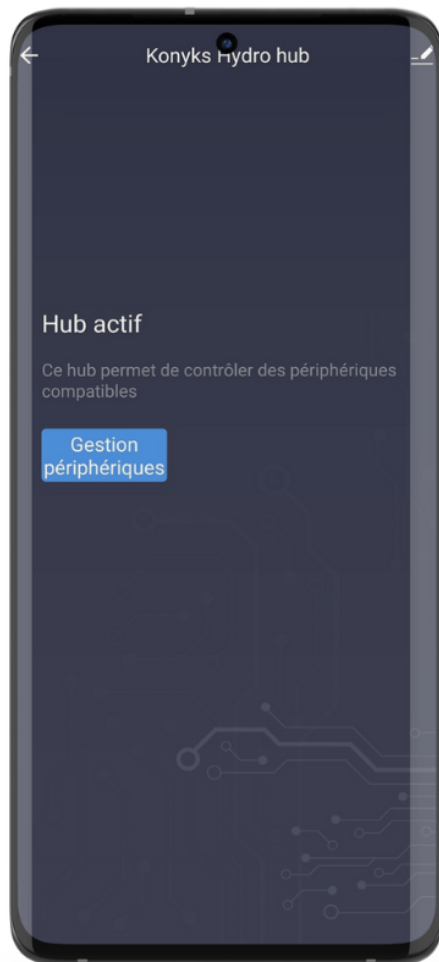 Konyks Hydro hub
Hub actif
Ce hub permet de contrôler des périphériques
compatibles
Gestion
périphériques